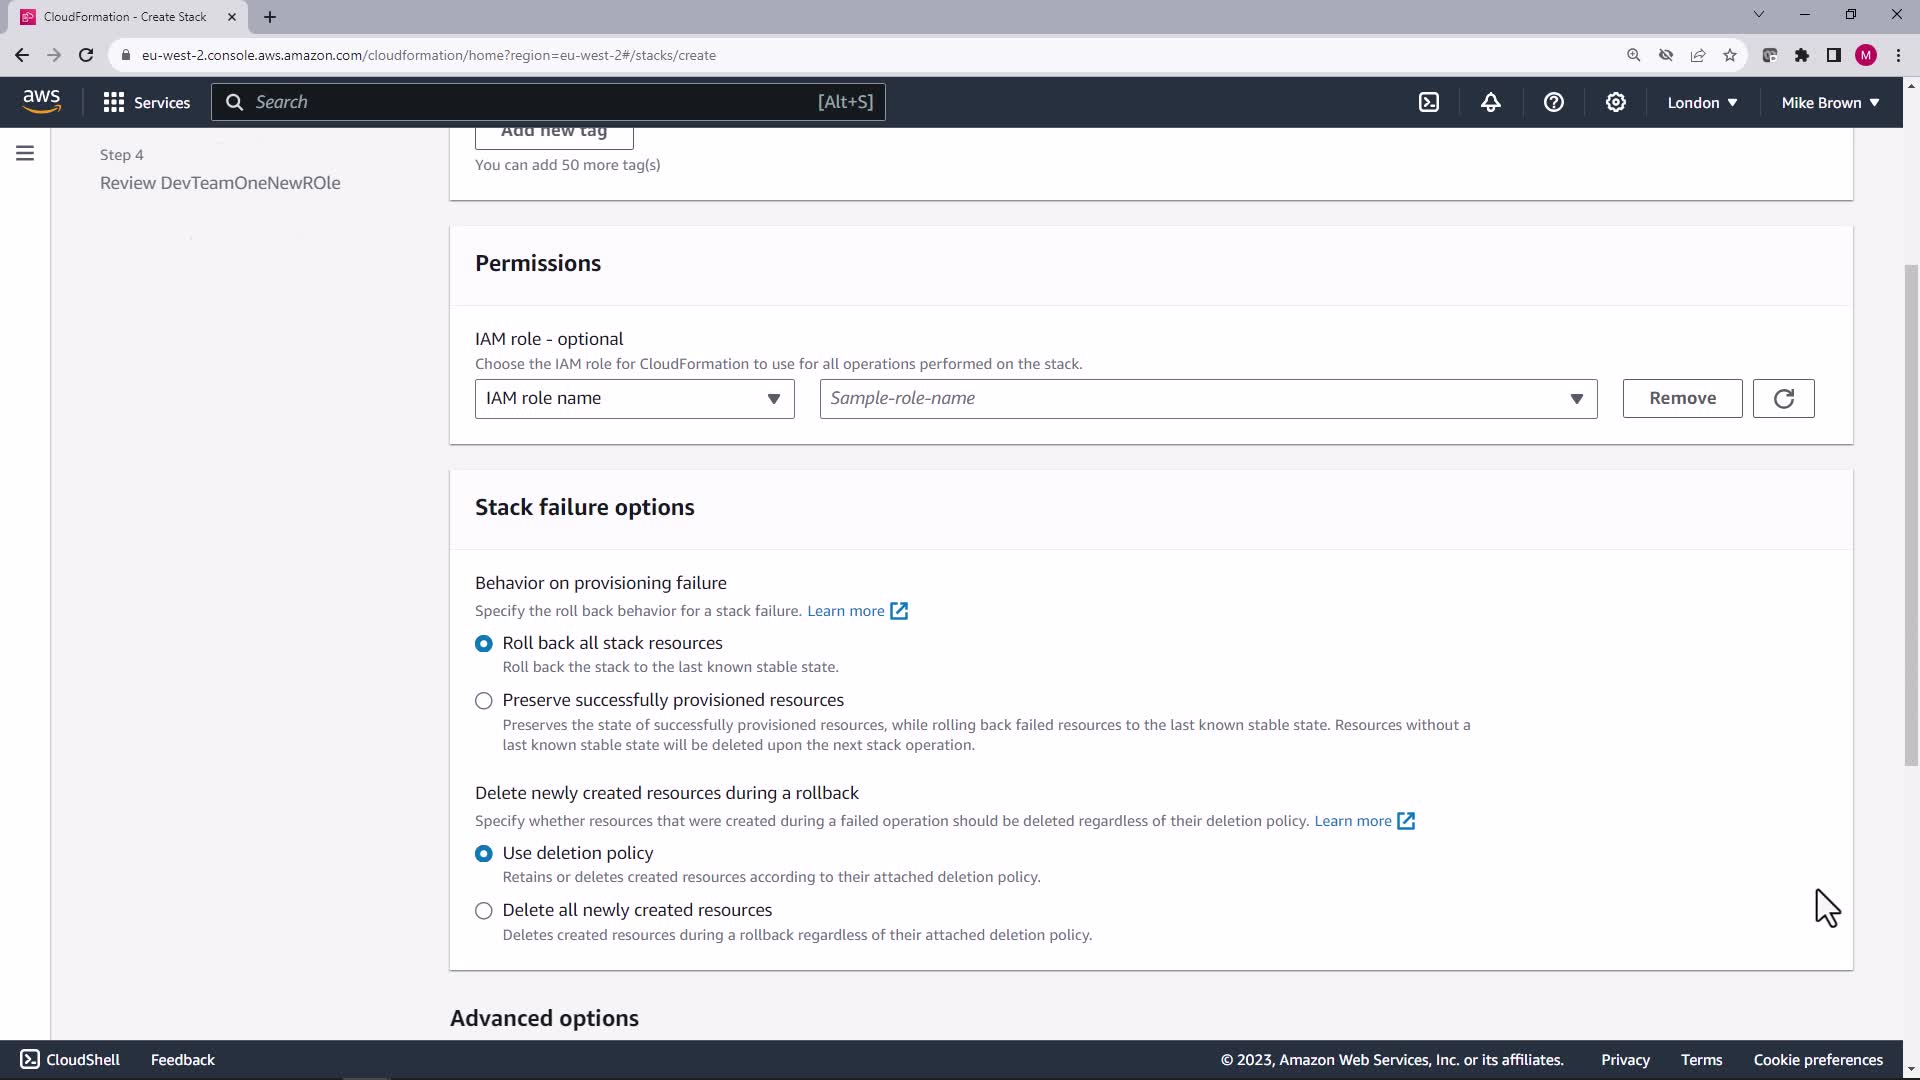 CloudFormation - Create Stack
eu-west-2.console.aws.amazon.com/cloudformation/home?region=eu-west-2#/stacks/create
M
aws
Services
Search
[Alt+S]
London
Mike Brown
Step 4
Review DevTeamOneNewROle
Add new tag
You can add 50 more tag(s)
Permissions
IAM role - optional
Choose the IAM role for CloudFormation to use for all operations performed on the stack.
IAM role name
Sample-role-name
Remove
Stack failure options
Behavior on provisioning failure
Specify the roll back behavior for a stack failure. Learn more
Roll back all stack resources
Roll back the stack to the last known stable state.
Preserve successfully provisioned resources
Preserves the state of successfully provisioned resources, while rolling back failed resources to the last known stable state. Resources without a
last known stable state will be deleted upon the next stack operation.
Delete newly created resources during a rollback
Specify whether resources that were created during a failed operation should be deleted regardless of their deletion policy. Learn more
Use deletion policy
Retains or deletes created resources according to their attached deletion policy.
Delete all newly created resources
Deletes created resources during a rollback regardless of their attached deletion policy.
Advanced options
CloudShell
Feedback
© 2023, Amazon Web Services, Inc. or its affiliates.
Privacy
Terms
Cookie preferences